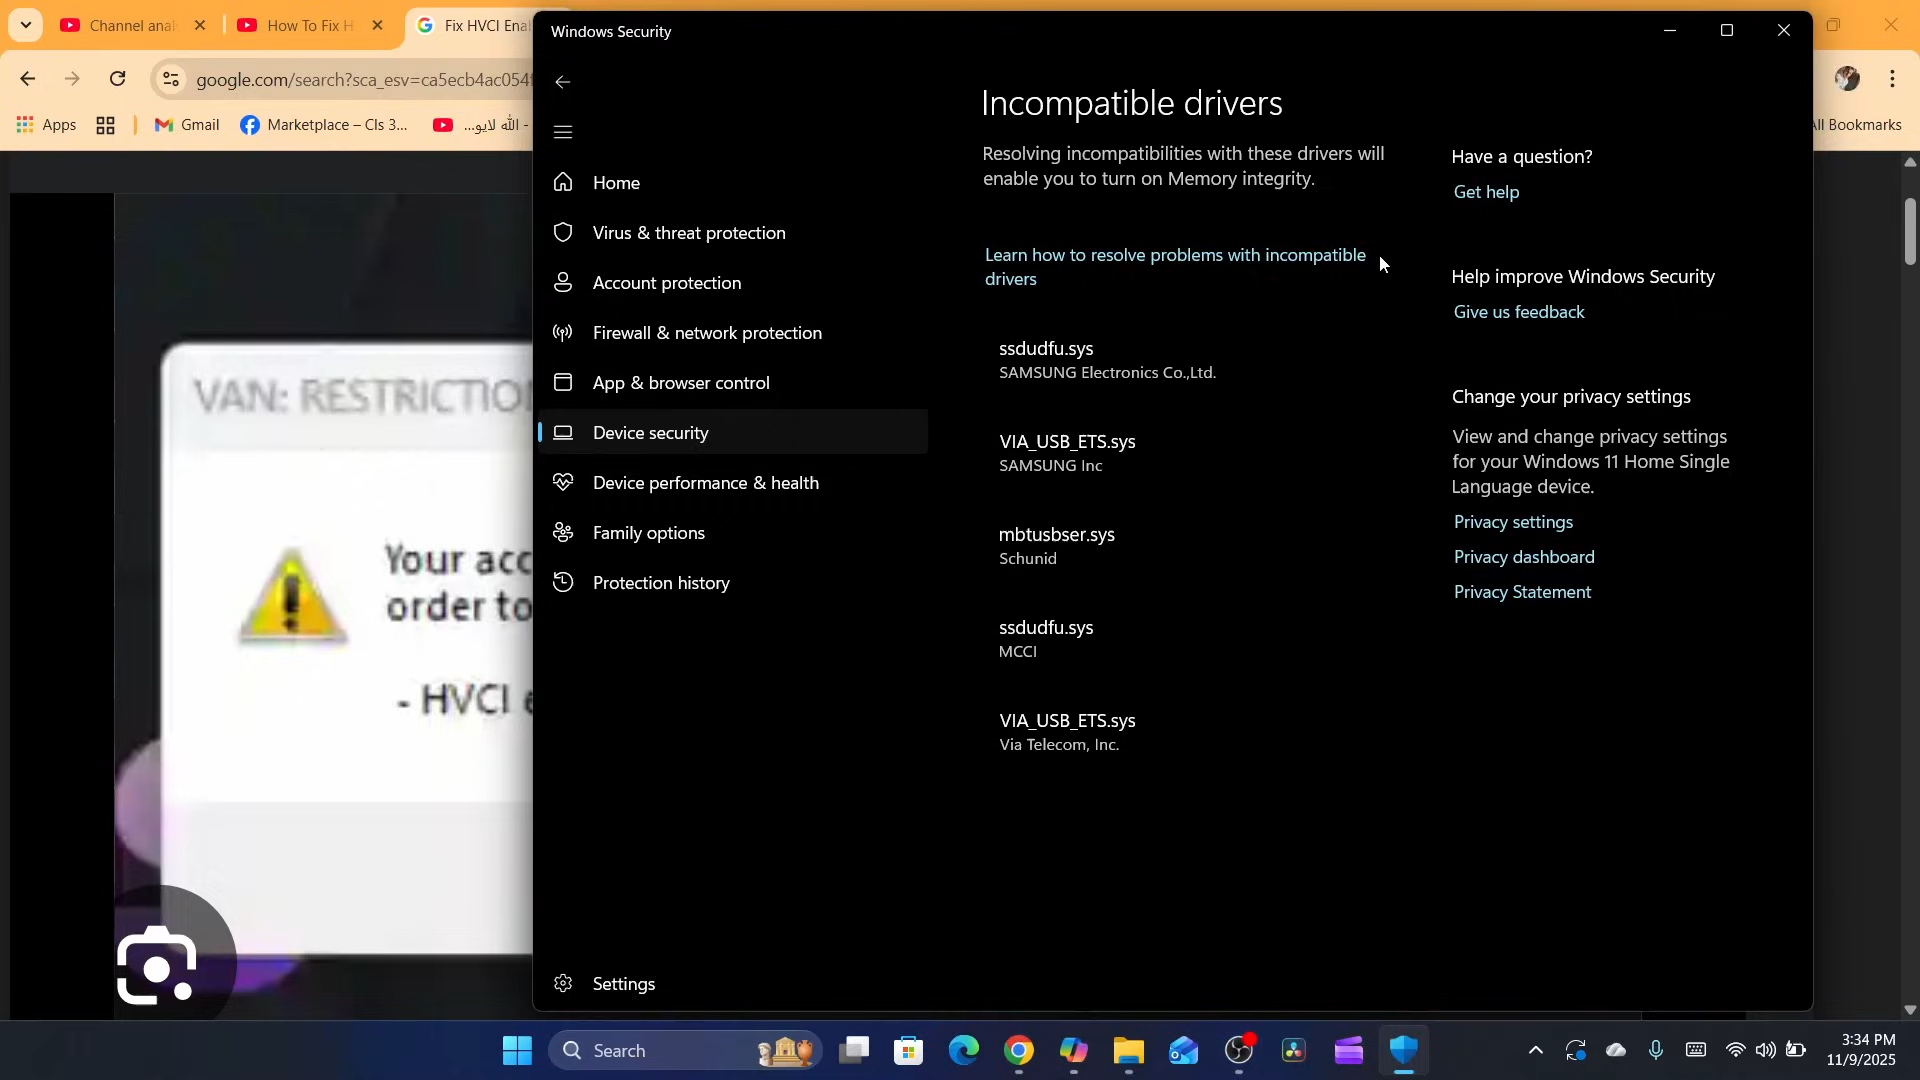 Channel anal
How To Fix H
Fix HVCI Ena
google.com/search?sca_esv=ca5ecb4ac054f
Apps
Gmail
Marketplace – Cls 3...
الله لايو...
All Bookmarks
VAN: RESTRICTION
Your acc
order to
- HVCI e
Windows Security
Home
Virus & threat protection
Account protection
Firewall & network protection
App & browser control
Device security
Device performance & health
Family options
Protection history
Settings
Incompatible drivers
Resolving incompatibilities with these drivers will
enable you to turn on Memory integrity.
Learn how to resolve problems with incompatible
drivers
ssdudfu.sys
SAMSUNG Electronics Co.,Ltd.
VIA_USB_ETS.sys
SAMSUNG Inc
mbtusbser.sys
Schunid
ssdudfu.sys
MCCI
VIA_USB_ETS.sys
Via Telecom, Inc.
Have a question?
Get help
Help improve Windows Security
Give us feedback
Change your privacy settings
View and change privacy settings
for your Windows 11 Home Single
Language device.
Privacy settings
Privacy dashboard
Privacy Statement
Search
3:34 PM
11/9/2025